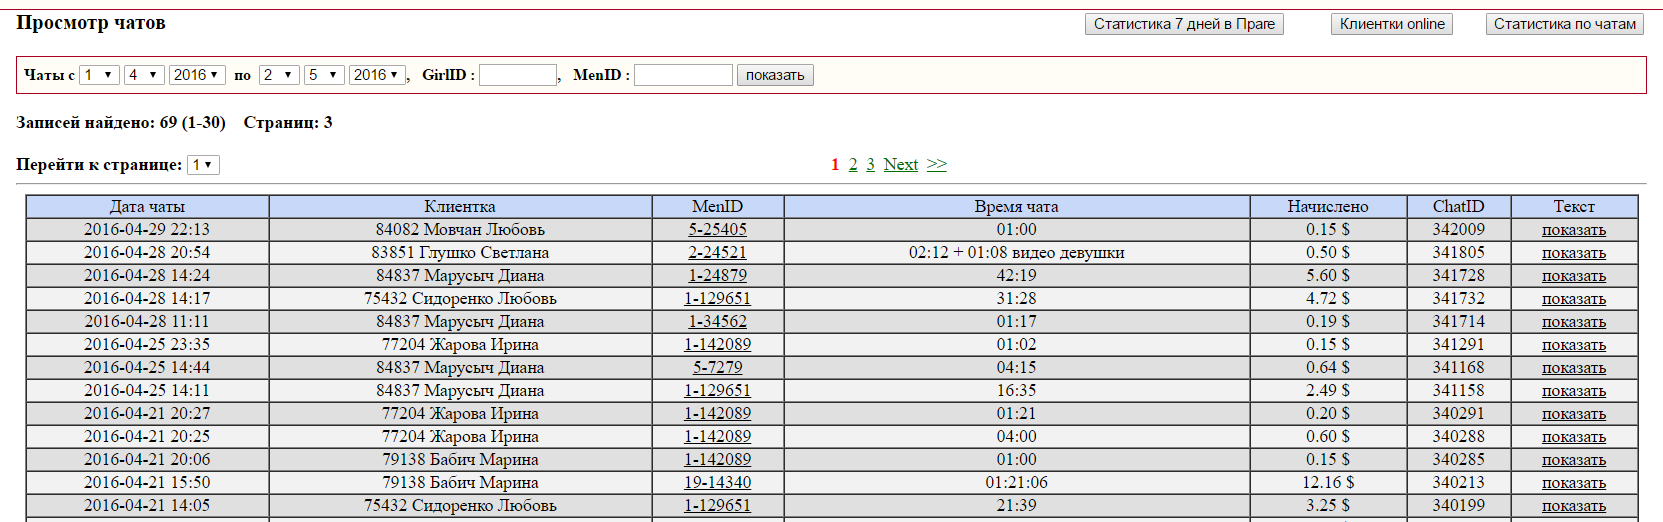 Просмотр чатов Статистика 7 дней в Праге Клиентки online Статистика по чатам
Чаты с 1 4 2016 по 2 5 2016, GirlID : , MenID : показать
Записей найдено: 69 (1-30) Страниц: 3
Перейти к странице: 1 1 2 3 Next >>
Дата чаты Клиентка MenID Время чата Начислено ChatID Текст
2016-04-29 22:13 84082 Мовчан Любовь 5-25405 01:00 0.15 $ 342009 показать
2016-04-28 20:54 83851 Глушко Светлана 2-24521 02:12 + 01:08 видео девушки 0.50 $ 341805 показать
2016-04-28 14:24 84837 Марусыч Диана 1-24879 42:19 5.60 $ 341728 показать
2016-04-28 14:17 75432 Сидоренко Любовь 1-129651 31:28 4.72 $ 341732 показать
2016-04-28 11:11 84837 Марусыч Диана 1-34562 01:17 0.19 $ 341714 показать
2016-04-25 23:35 77204 Жарова Ирина 1-142089 01:02 0.15 $ 341291 показать
2016-04-25 14:44 84837 Марусыч Диана 5-7279 04:15 0.64 $ 341168 показать
2016-04-25 14:11 84837 Марусыч Диана 1-129651 16:35 2.49 $ 341158 показать
2016-04-21 20:27 77204 Жарова Ирина 1-142089 01:21 0.20 $ 340291 показать
2016-04-21 20:25 77204 Жарова Ирина 1-142089 04:00 0.60 $ 340288 показать
2016-04-21 20:06 79138 Бабич Марина 1-142089 01:00 0.15 $ 340285 показать
2016-04-21 15:50 79138 Бабич Марина 19-14340 01:21:06 12.16 $ 340213 показать
2016-04-21 14:05 75432 Сидоренко Любовь 1-129651 21:39 3.25 $ 340199 показать